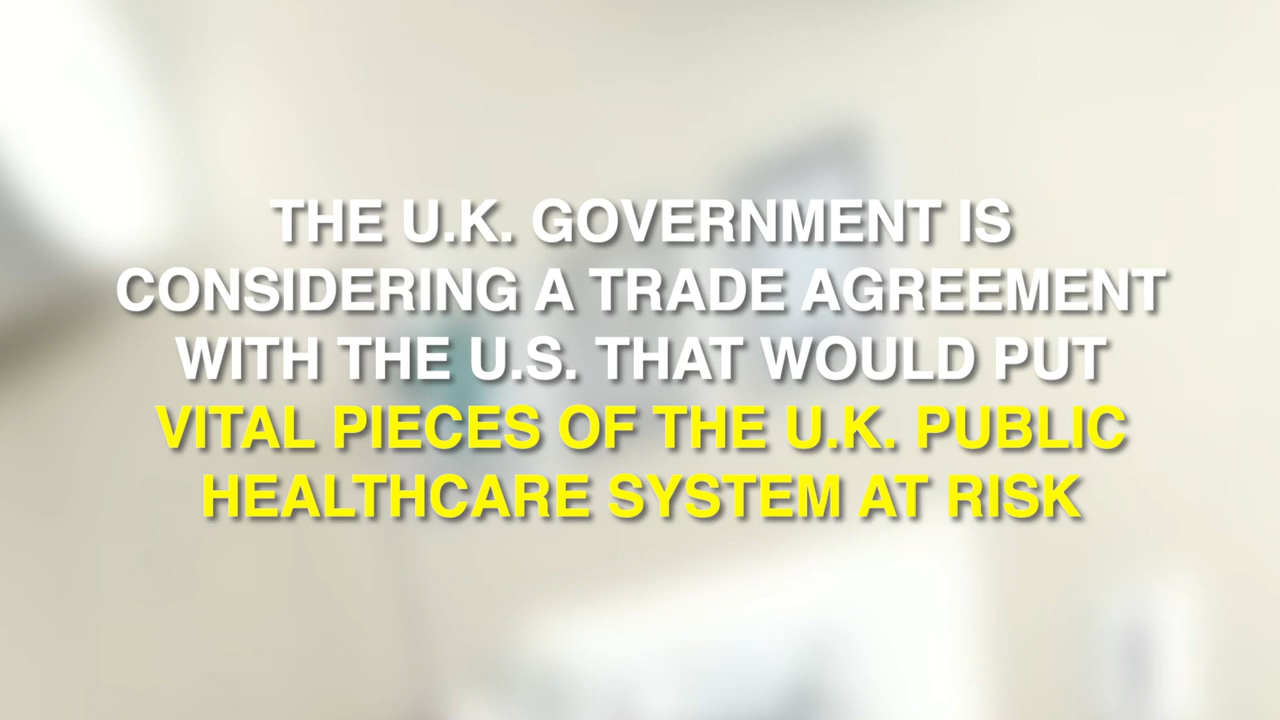 THE U.K. GOVERNMENT IS
CONSIDERING A TRADE AGREEMENT
WITH THE U.S. THAT WOULD PUT
VITAL PIECES OF THE U.K. PUBLIC
HEALTHCARE SYSTEM AT RISK